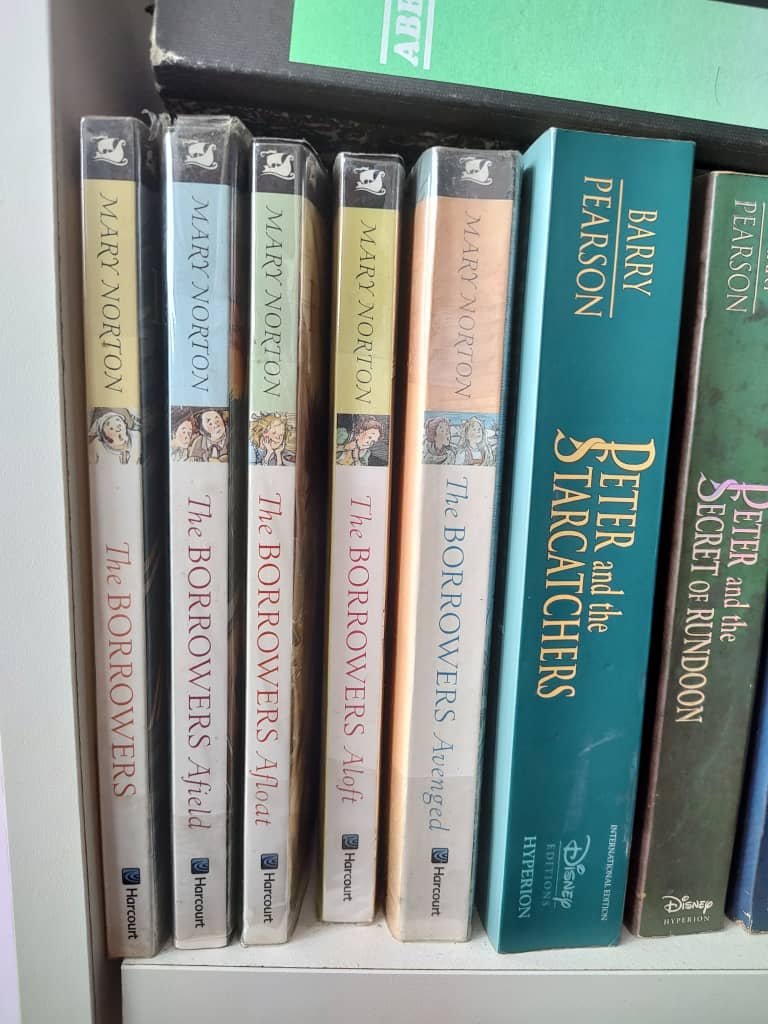 MARY NORTON
The BORROWERS
Harcourt
MARY NORTON
The BORROWERS Afield
Harcourt
MARY NORTON
The BORROWERS Afloat
Harcourt
MARY NORTON
The BORROWERS Aloft
Harcourt
MARY NORTON
The BORROWERS Avenged
Harcourt
BARRY
PEARSON
PETER and the
STARCATCHERS
INTERNATIONAL EDITION
DISNEY
EDITIONS
HYPERION
PEARSON
PETER and the
SECRET OF RUNDOON
DISNEY
HYPERION